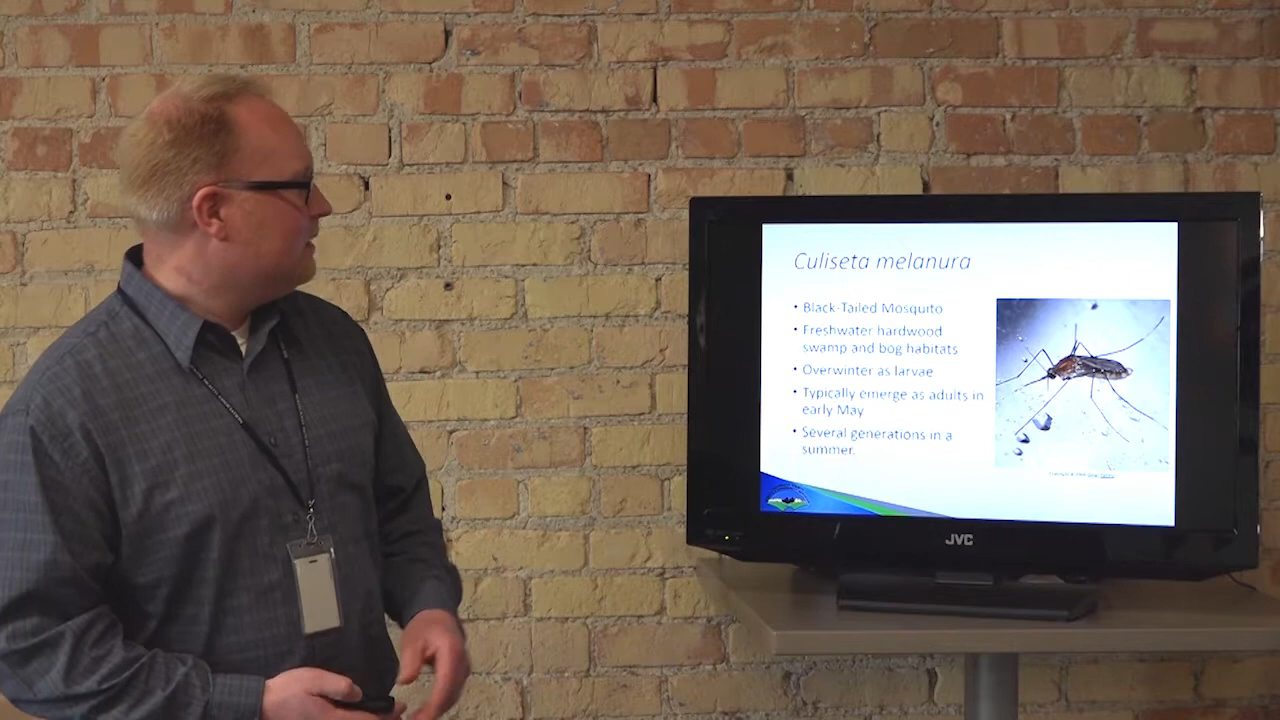 Culiseta melanura
• Black-Tailed Mosquito
• Freshwater hardwood
swamp and bog habitats
• Overwinter as larvae
• Typically emerge as adults in
early May
• Several generations in a
summer.
JVC